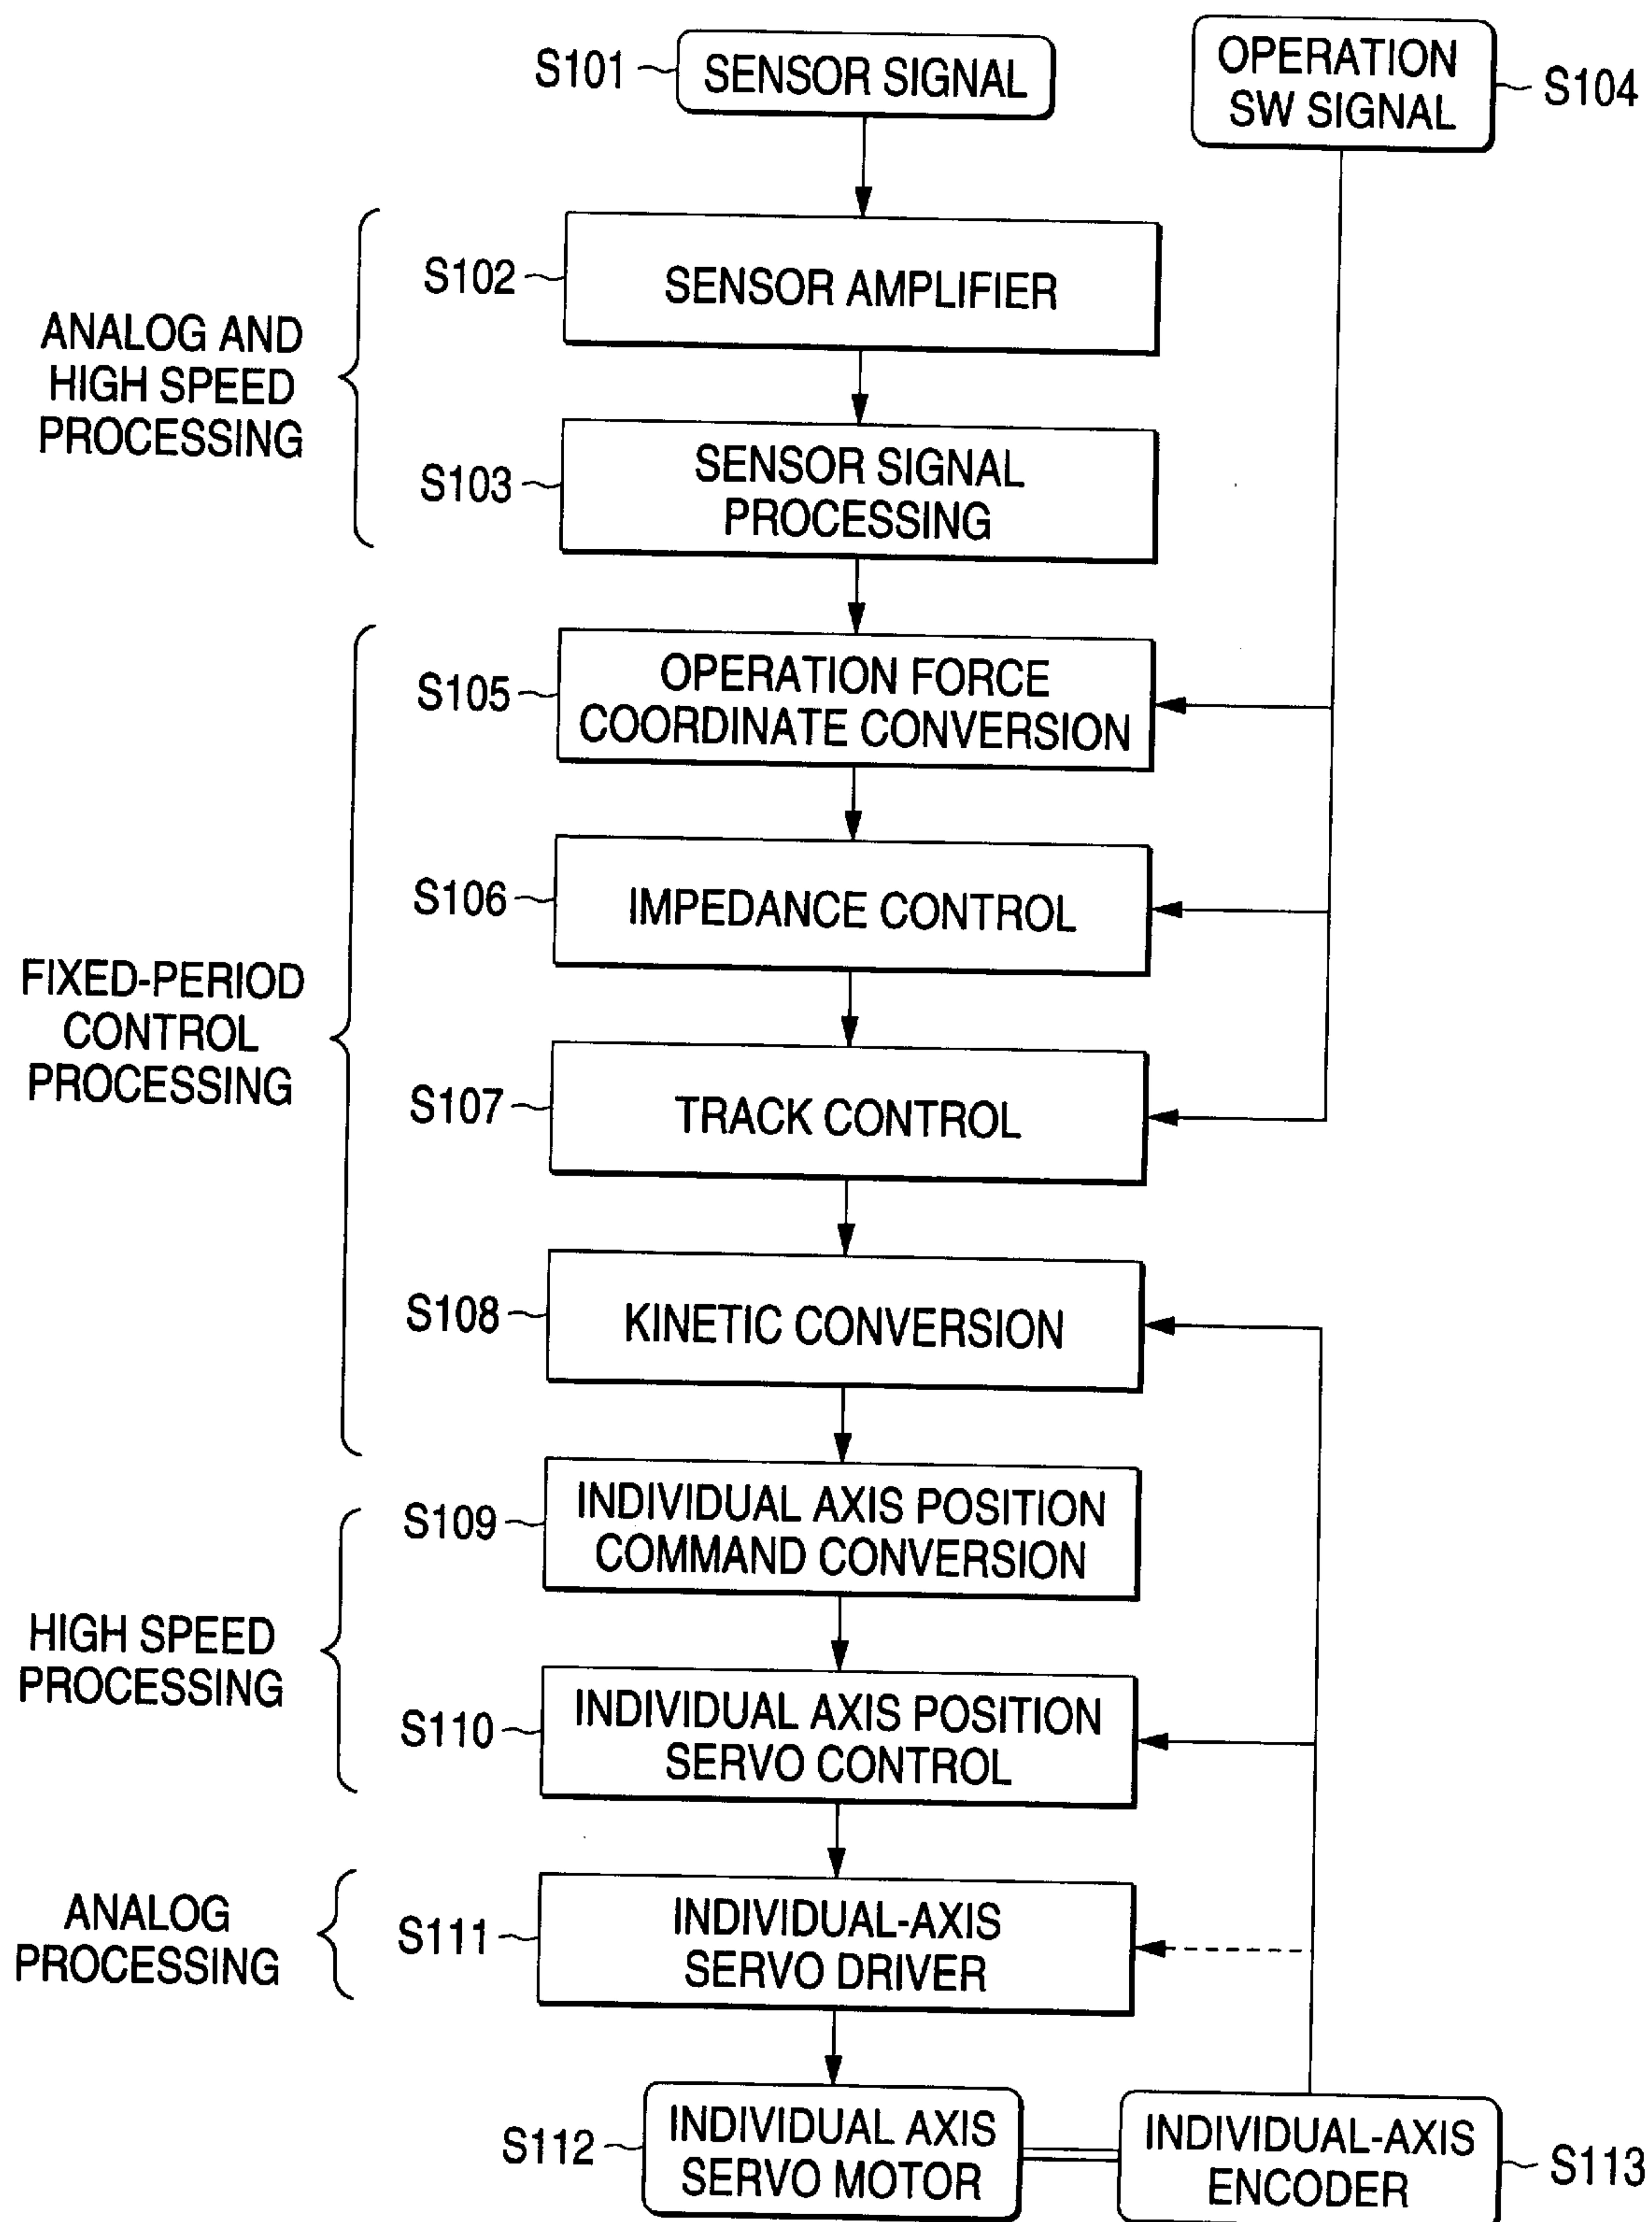 S101
SENSOR SIGNAL
OPERATION
SW SIGNAL
S104
ANALOG AND
HIGH SPEED
PROCESSING
S102
SENSOR AMPLIFIER
S103
SENSOR SIGNAL
PROCESSING
FIXED-PERIOD
CONTROL
PROCESSING
S105
OPERATION FORCE
COORDINATE CONVERSION
S106
IMPEDANCE CONTROL
S107
TRACK CONTROL
S108
KINETIC CONVERSION
HIGH SPEED
PROCESSING
S109
INDIVIDUAL AXIS POSITION
COMMAND CONVERSION
S110
INDIVIDUAL AXIS POSITION
SERVO CONTROL
ANALOG
PROCESSING
S111
INDIVIDUAL-AXIS
SERVO DRIVER
S112
INDIVIDUAL AXIS
SERVO MOTOR
INDIVIDUAL-AXIS
ENCODER
S113